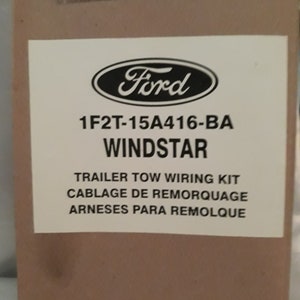 Ford
1F2T-15A416-BA
WINDSTAR
TRAILER TOW WIRING KIT
CABLAGE DE REMORQUAGE
ARNESES PARA REMOLQUE